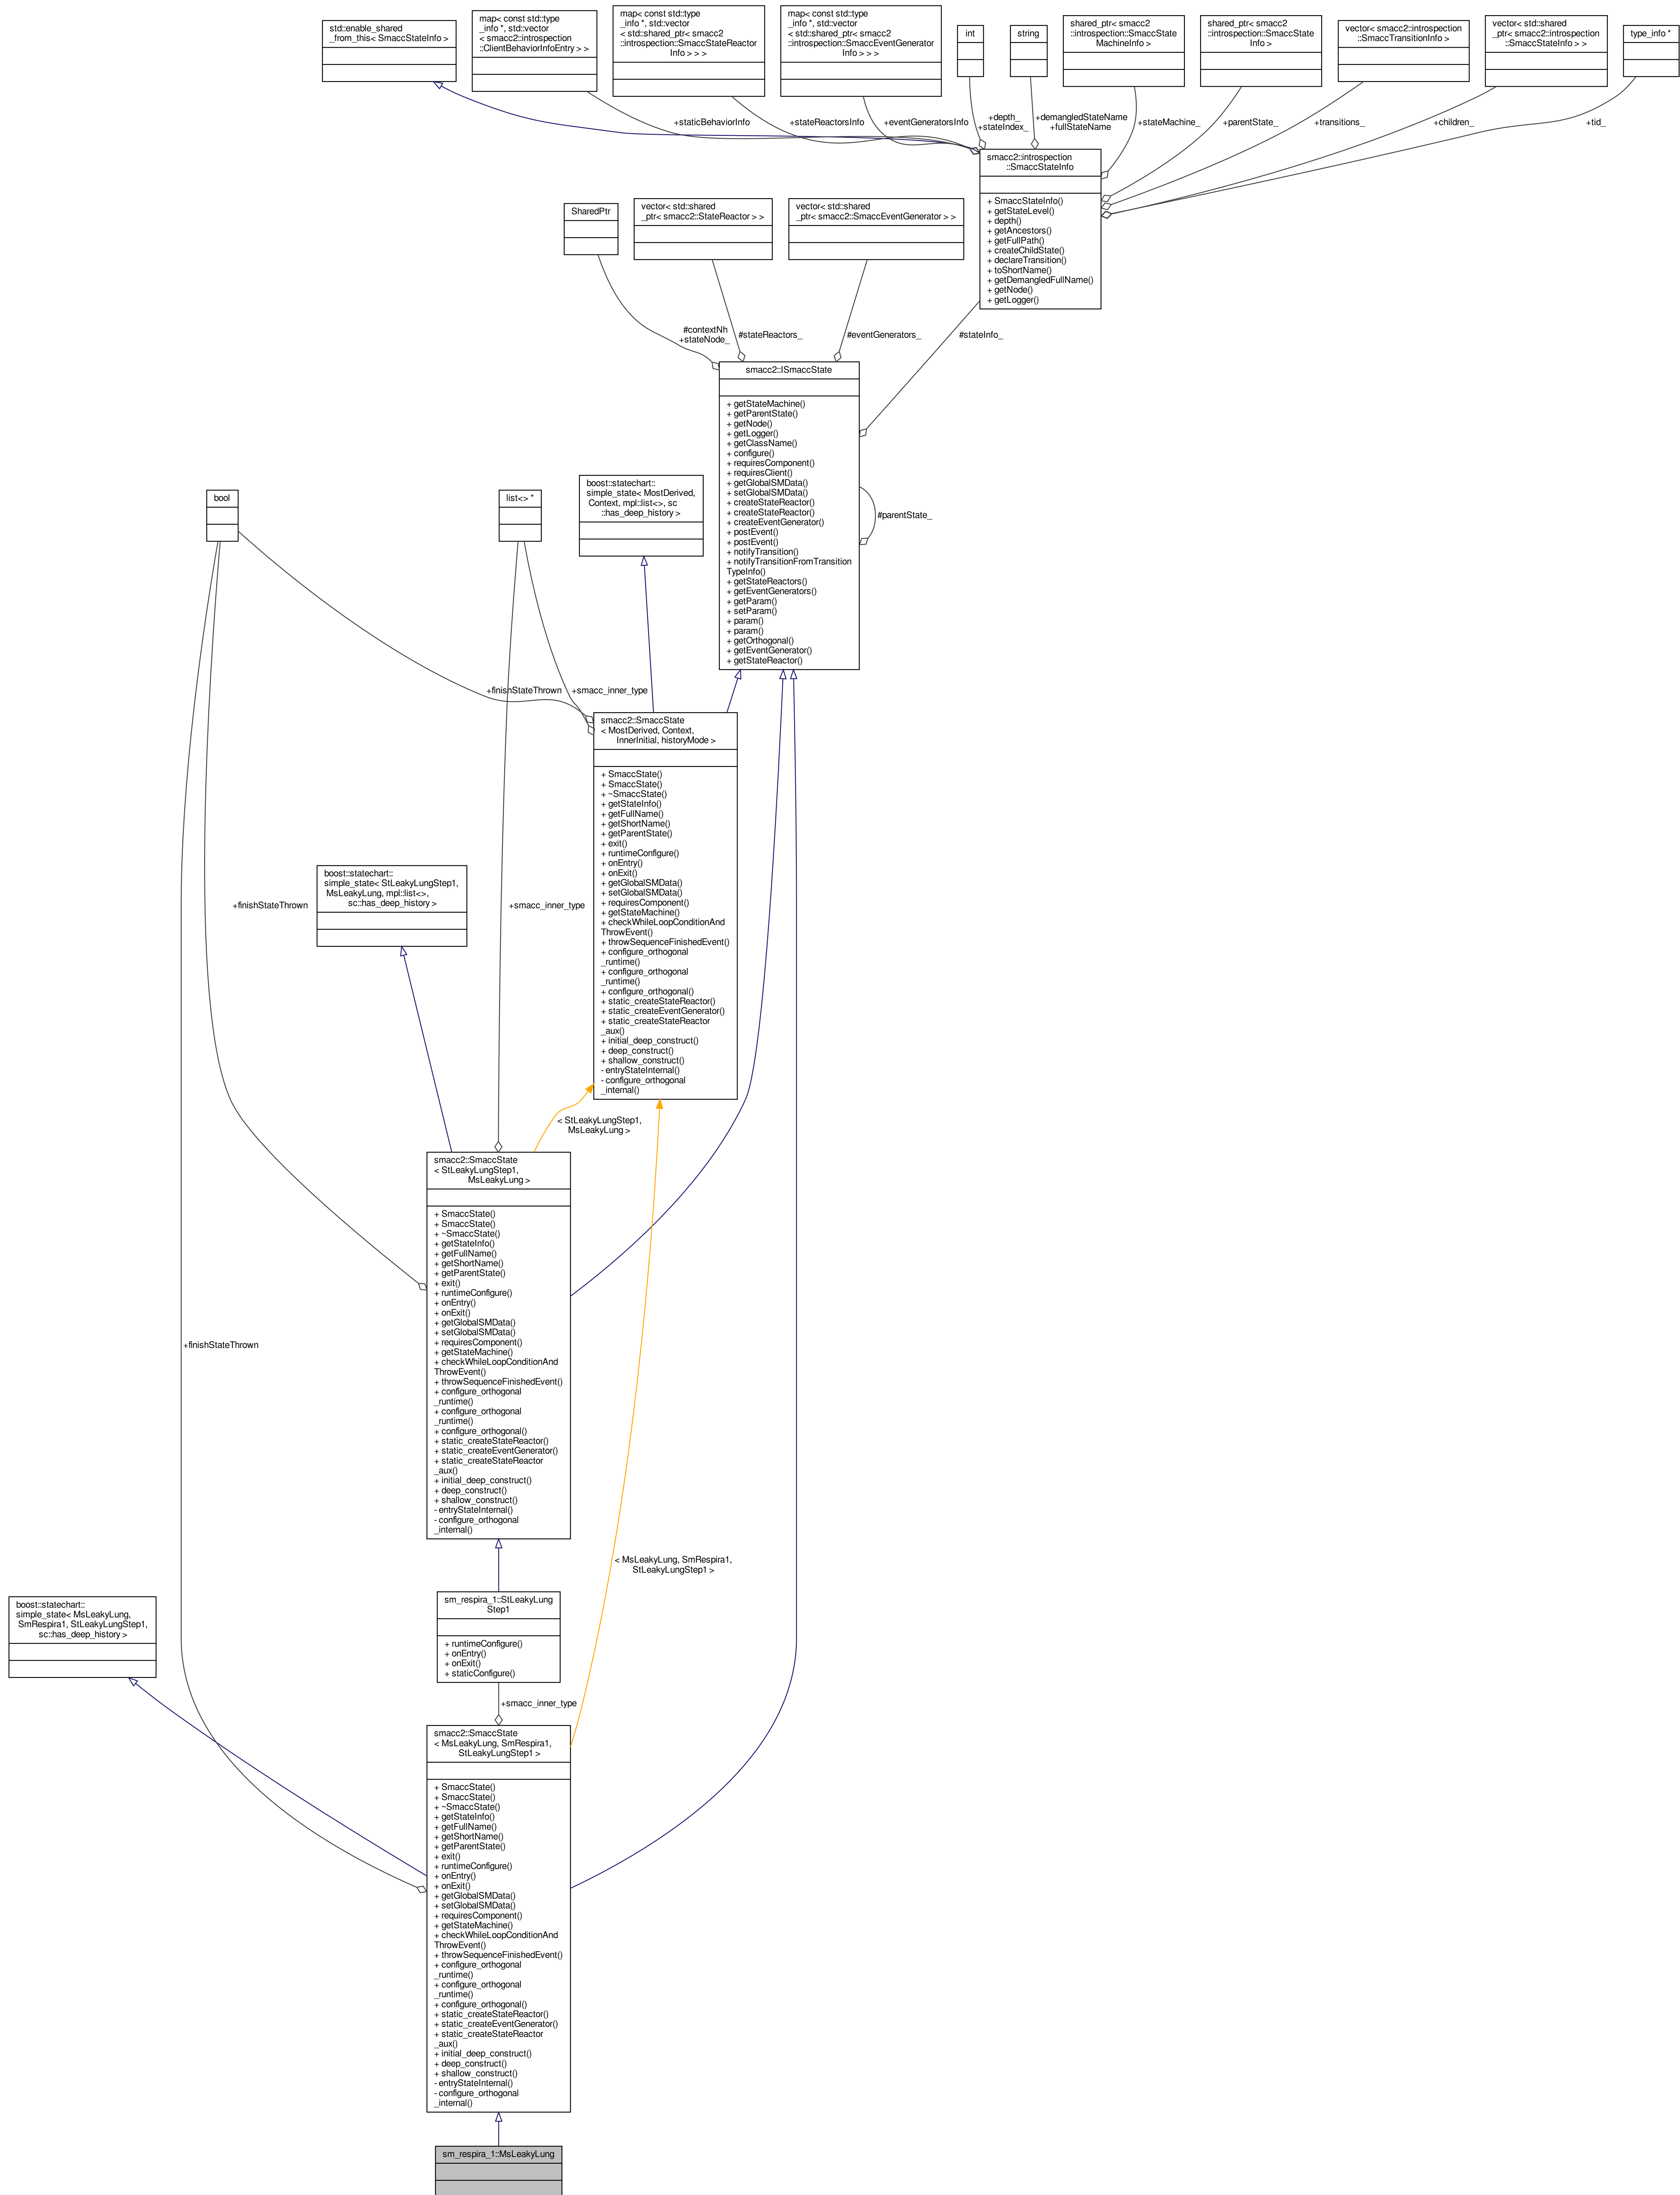 std::enable_shared
_from_this< SmaccStateInfo >
map< const std::type
_info *, std::vector
< smacc2::introspection
::ClientBehaviorInfoEntry > >
map< const std::type
_info *, std::vector
< std::shared_ptr< smacc2
::introspection::SmaccStateReactor
Info > > >
map< const std::type
_info *, std::vector
< std::shared_ptr< smacc2
::introspection::SmaccEventGenerator
Info > > >
int
string
shared_ptr< smacc2
::introspection::SmaccState
MachineInfo >
shared_ptr< smacc2
::introspection::SmaccState
Info >
vector< smacc2::introspection
::SmaccTransitionInfo >
vector< std::shared
_ptr< smacc2::introspection
::SmaccStateInfo > >
type_info *
+staticBehaviorInfo
+stateReactorsInfo
+eventGeneratorsInfo
+depth_
+stateIndex_
+demangledStateName
+fullStateName
+stateMachine_
+parentState_
+transitions_
+children_
+tid_
smacc2::introspection
::SmaccStateInfo
+ SmaccStateInfo()
+ getStateLevel()
+ depth()
+ getAncestors()
+ getFullPath()
+ createChildState()
+ declareTransition()
+ toShortName()
+ getDemangledFullName()
+ getNode()
+ getLogger()
SharedPtr
vector< std::shared
_ptr< smacc2::StateReactor > >
vector< std::shared
_ptr< smacc2::SmaccEventGenerator > >
#contextNh
+stateNode_
#stateReactors_
#eventGenerators_
#stateInfo_
smacc2::ISmaccState
+ getStateMachine()
+ getParentState()
+ getNode()
+ getLogger()
+ getClassName()
+ configure()
+ requiresComponent()
+ requiresClient()
+ getGlobalSMData()
+ setGlobalSMData()
+ createStateReactor()
+ createStateReactor()
+ createEventGenerator()
+ postEvent()
+ postEvent()
+ notifyTransition()
+ notifyTransitionFromTransition
TypeInfo()
+ getStateReactors()
+ getEventGenerators()
+ getParam()
+ setParam()
+ param()
+ param()
+ getOrthogonal()
+ getEventGenerator()
+ getStateReactor()
#parentState_
bool
list<> *
boost::statechart::
simple_state< MostDerived,
Context, mpl::list<>, sc
::has_deep_history >
+finishStateThrown
+smacc_inner_type
smacc2::SmaccState
< MostDerived, Context,
InnerInitial, historyMode >
+ SmaccState()
+ SmaccState()
+ ~SmaccState()
+ getStateInfo()
+ getFullName()
+ getShortName()
+ getParentState()
+ exit()
+ runtimeConfigure()
+ onEntry()
+ onExit()
+ getGlobalSMData()
+ setGlobalSMData()
+ requiresComponent()
+ getStateMachine()
+ checkWhileLoopConditionAnd
ThrowEvent()
+ throwSequenceFinishedEvent()
+ configure_orthogonal
_runtime()
+ configure_orthogonal
_runtime()
+ configure_orthogonal()
+ static_createStateReactor()
+ static_createEventGenerator()
+ static_createStateReactor
_aux()
+ initial_deep_construct()
+ deep_construct()
+ shallow_construct()
- entryStateInternal()
- configure_orthogonal
_internal()
boost::statechart::
simple_state< StLeakyLungStep1,
MsLeakyLung, mpl::list<>,
sc::has_deep_history >
+finishStateThrown
+smacc_inner_type
< StLeakyLungStep1,
MsLeakyLung >
smacc2::SmaccState
< StLeakyLungStep1,
MsLeakyLung >
+ SmaccState()
+ SmaccState()
+ ~SmaccState()
+ getStateInfo()
+ getFullName()
+ getShortName()
+ getParentState()
+ exit()
+ runtimeConfigure()
+ onEntry()
+ onExit()
+ getGlobalSMData()
+ setGlobalSMData()
+ requiresComponent()
+ getStateMachine()
+ checkWhileLoopConditionAnd
ThrowEvent()
+ throwSequenceFinishedEvent()
+ configure_orthogonal
_runtime()
+ configure_orthogonal
_runtime()
+ configure_orthogonal()
+ static_createStateReactor()
+ static_createEventGenerator()
+ static_createStateReactor
_aux()
+ initial_deep_construct()
+ deep_construct()
+ shallow_construct()
- entryStateInternal()
- configure_orthogonal
_internal()
+finishStateThrown
< MsLeakyLung, SmRespira1,
StLeakyLungStep1 >
boost::statechart::
simple_state< MsLeakyLung,
SmRespira1, StLeakyLungStep1,
sc::has_deep_history >
sm_respira_1::StLeakyLung
Step1
+ runtimeConfigure()
+ onEntry()
+ onExit()
+ staticConfigure()
+smacc_inner_type
smacc2::SmaccState
< MsLeakyLung, SmRespira1,
StLeakyLungStep1 >
+ SmaccState()
+ SmaccState()
+ ~SmaccState()
+ getStateInfo()
+ getFullName()
+ getShortName()
+ getParentState()
+ exit()
+ runtimeConfigure()
+ onEntry()
+ onExit()
+ getGlobalSMData()
+ setGlobalSMData()
+ requiresComponent()
+ getStateMachine()
+ checkWhileLoopConditionAnd
ThrowEvent()
+ throwSequenceFinishedEvent()
+ configure_orthogonal
_runtime()
+ configure_orthogonal
_runtime()
+ configure_orthogonal()
+ static_createStateReactor()
+ static_createEventGenerator()
+ static_createStateReactor
_aux()
+ initial_deep_construct()
+ deep_construct()
+ shallow_construct()
- entryStateInternal()
- configure_orthogonal
_internal()
sm_respira_1::MsLeakyLung